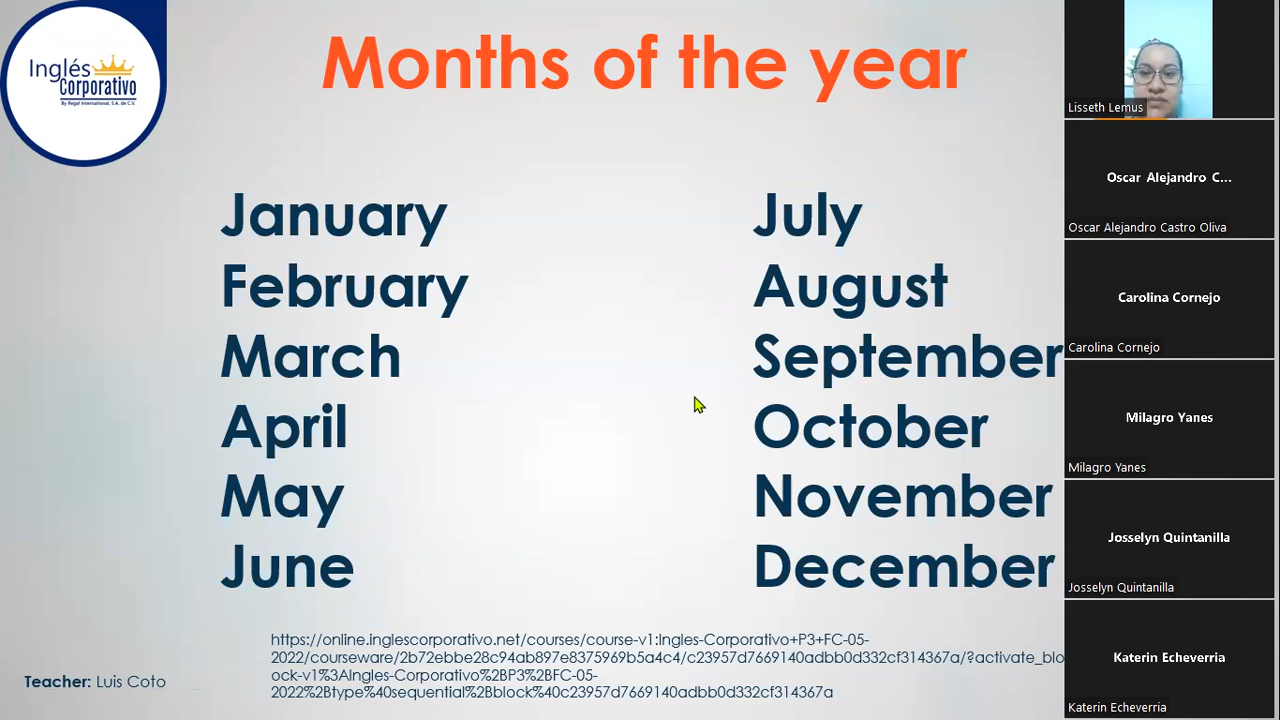 Inglés
Corporativo
By Regal International, S.A. de C.V.
Months of the year
January
February
March
April
May
June
July
August
September
October
November
December
https://online.inglescorporativo.net/courses/course-v1:Ingles-Corporativo+P3+FC-05-
2022/courseware/2b72ebbe28c94ab897e8375969b5a4c4/c23957d7669140adbb0d332cf314367a/?activate_blo
ock-v1%3AIngles-Corporativo%2BP3%2BFC-05-
2022%2Btype%40sequential%2Bblock%40c23957d7669140adbb0d332cf314367a
Teacher: Luis Coto
Lisseth Lemus
Oscar Alejandro C...
Oscar Alejandro Castro Oliva
Carolina Cornejo
Carolina Cornejo
Milagro Yanes
Milagro Yanes
Josselyn Quintanilla
Josselyn Quintanilla
Katerin Echeverria
Katerin Echeverria